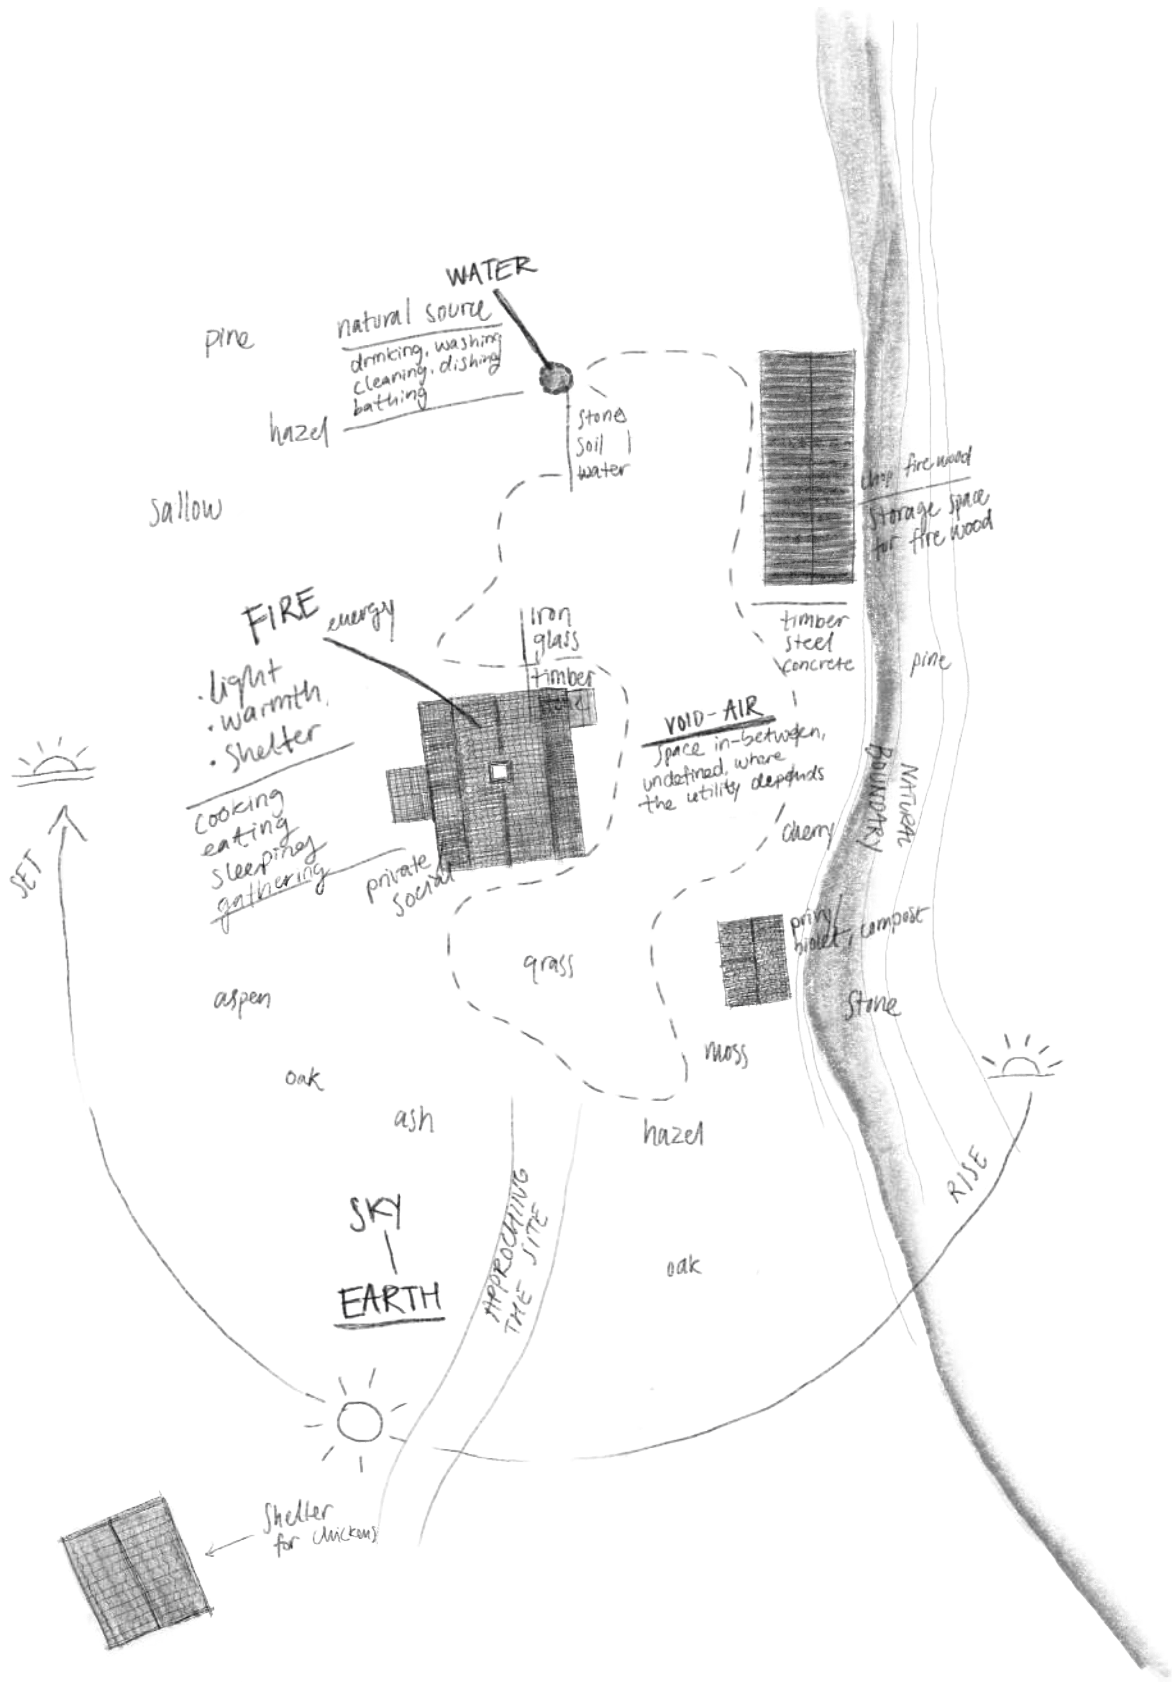 WATER
natural source
drinking, washing
cleaning, dishing
bathing
pine
hazel
Sallow
Stone
Soil
water
chop fire wood
Storage space
for fire wood
FIRE
energy
· light
· warmth,
· Shelter
cooking
eating
sleeping
gathering
private
social
Iron
glass
timber
timber
steel
concrete
pine
VOID-AIR
space in-between,
undefined, where
the utility depends
NATURAL
BOUNDARY
cherry
privy/
compost
Stone
SET
grass
aspen
oak
ash
moss
hazel
RISE
SKY
EARTH
APPROCHING
THE SITE
oak
Shelter
for chickens